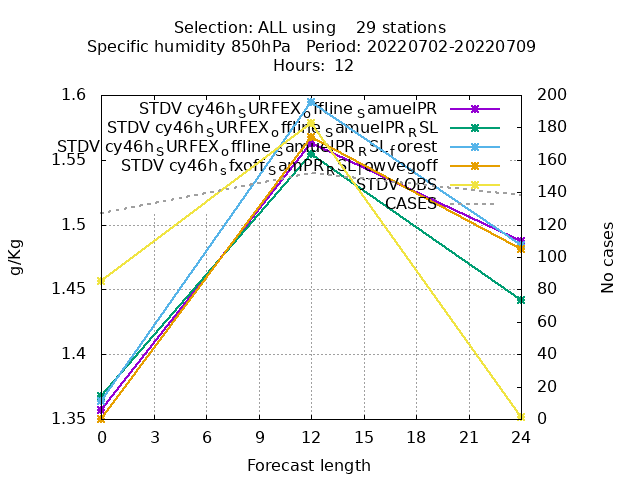 Selection: ALL using 29 stations
Specific humidity 850hPa Period: 20220702-20220709
Hours: 12
1.6
1.55
1.5
1.45
1.4
1.35
200
180
160
140
120
100
80
60
40
20
0
STDV cy46h_SURFEX_offline_SamuelPR
STDV cy46h_SURFEX_offline_SamuelPR_RSL
STDV cy46h_SURFEX_offline_SamuelPR_RSL_forest
STDV cy46h_sfxoff_SamPR_RSL_lowvegoff
STDV OBS
CASES
g/Kg
No cases
0 3 6 9 12 15 18 21 24
Forecast length